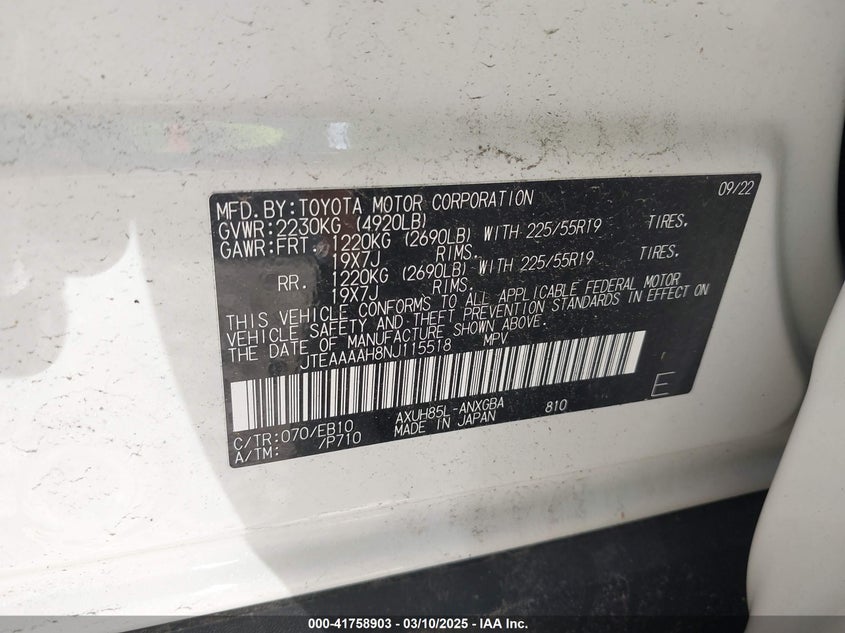 MFD.BY:TOYOTA MOTOR CORPORATION 09/22
GVWR:2230KG (4920LB)
GAWR:FRT. 1220KG (2690LB) WITH 225/55R19 TIRES.
19X7J RIMS.
RR. 1220KG (2690LB) WITH 225/55R19 TIRES.
19X7J RIMS.
THIS VEHICLE CONFORMS TO ALL APPLICABLE FEDERAL MOTOR
VEHICLE SAFETY AND THEFT PREVENTION STANDARDS IN EFFECT ON
THE DATE OF MANUFACTURE SHOWN ABOVE.
JTEAAAAH8NJ115518 MPV
C/TR:070/EB10 AXUH85L-ANXGBA 810 E
A/TM: /P710 MADE IN JAPAN
000-41758903 - 03/10/2025 - IAA Inc.